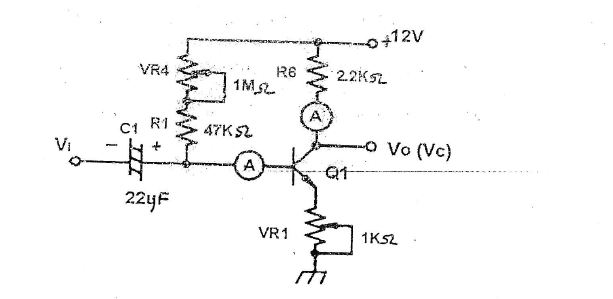 +12V
VR4
1MΩ
R6
2.2KΩ
A
C1
R1
47KΩ
Vi
−
+
A
Vo (Vc)
Q1
22µF
VR1
1KΩ